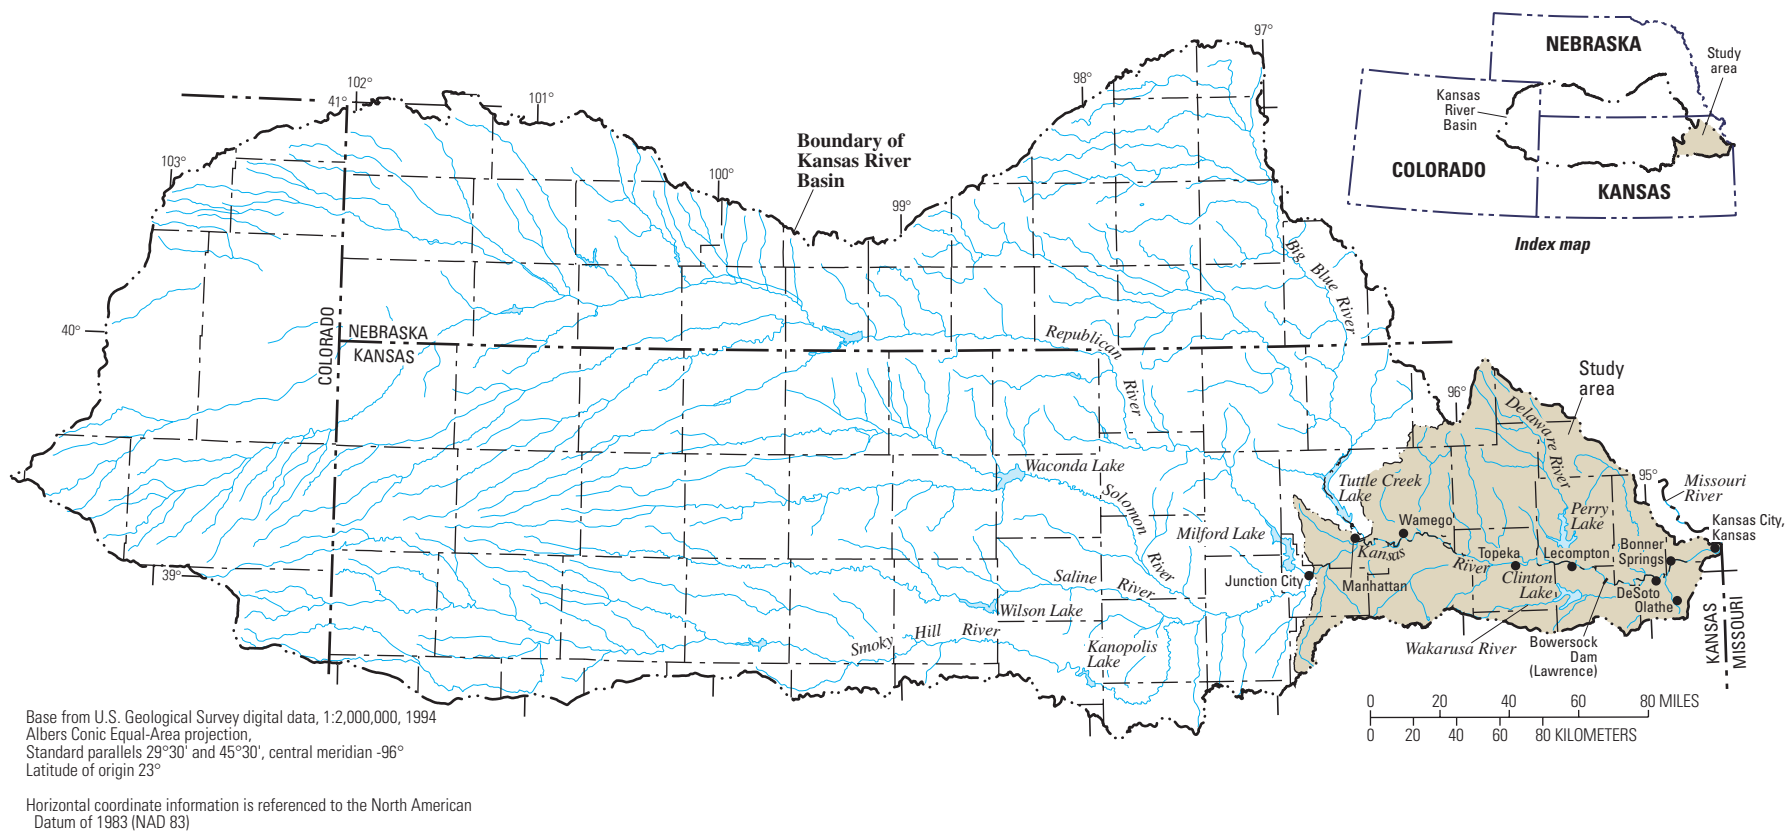 NEBRASKA
Study
area
Kansas
River
Basin
COLORADO
KANSAS
Index map
97°
98°
102°
41°
101°
103°
100°
99°
40°
39°
96°
95°
Boundary of
Kansas River
Basin
COLORADO
NEBRASKA
KANSAS
Big Blue River
Republican
River
Study
area
Delaware River
Waconda Lake
Solomon
River
Tuttle Creek
Lake
Missouri
River
Perry
Lake
Wamego
Kansas City,
Kansas
Milford Lake
Kansas
River
Topeka
Lecompton
Bonner
Springs
Junction City
Manhattan
Clinton
Lake
DeSoto
Olathe
Saline River
Wilson Lake
Smoky Hill River
Kanopolis
Lake
Wakarusa River
Bowersock
Dam
(Lawrence)
KANSAS
MISSOURI
0 20 40 60 80 MILES
0 20 40 60 80 KILOMETERS
Base from U.S. Geological Survey digital data, 1:2,000,000, 1994
Albers Conic Equal-Area projection,
Standard parallels 29°30' and 45°30', central meridian -96°
Latitude of origin 23°
Horizontal coordinate information is referenced to the North American
Datum of 1983 (NAD 83)